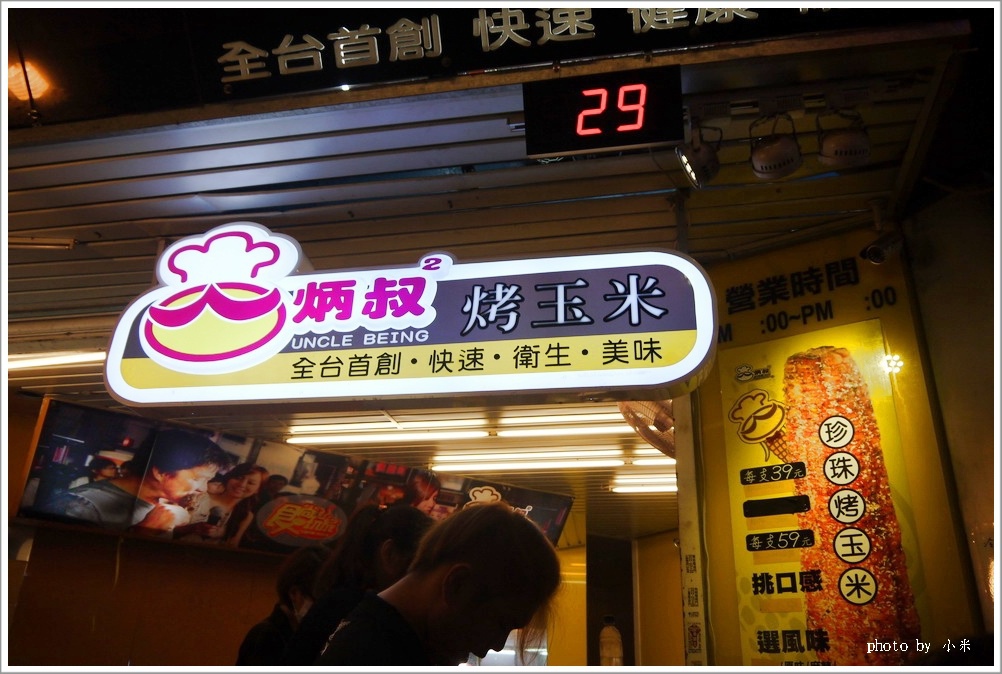 全台首創 快速 健康
29
炳叔2
UNCLE BEING
烤玉米
全台首創・快速・衛生・美味
營業時間
:00~PM :00
每支39元
每支59元
珍珠烤玉米
挑口感
選風味
photo by 小米